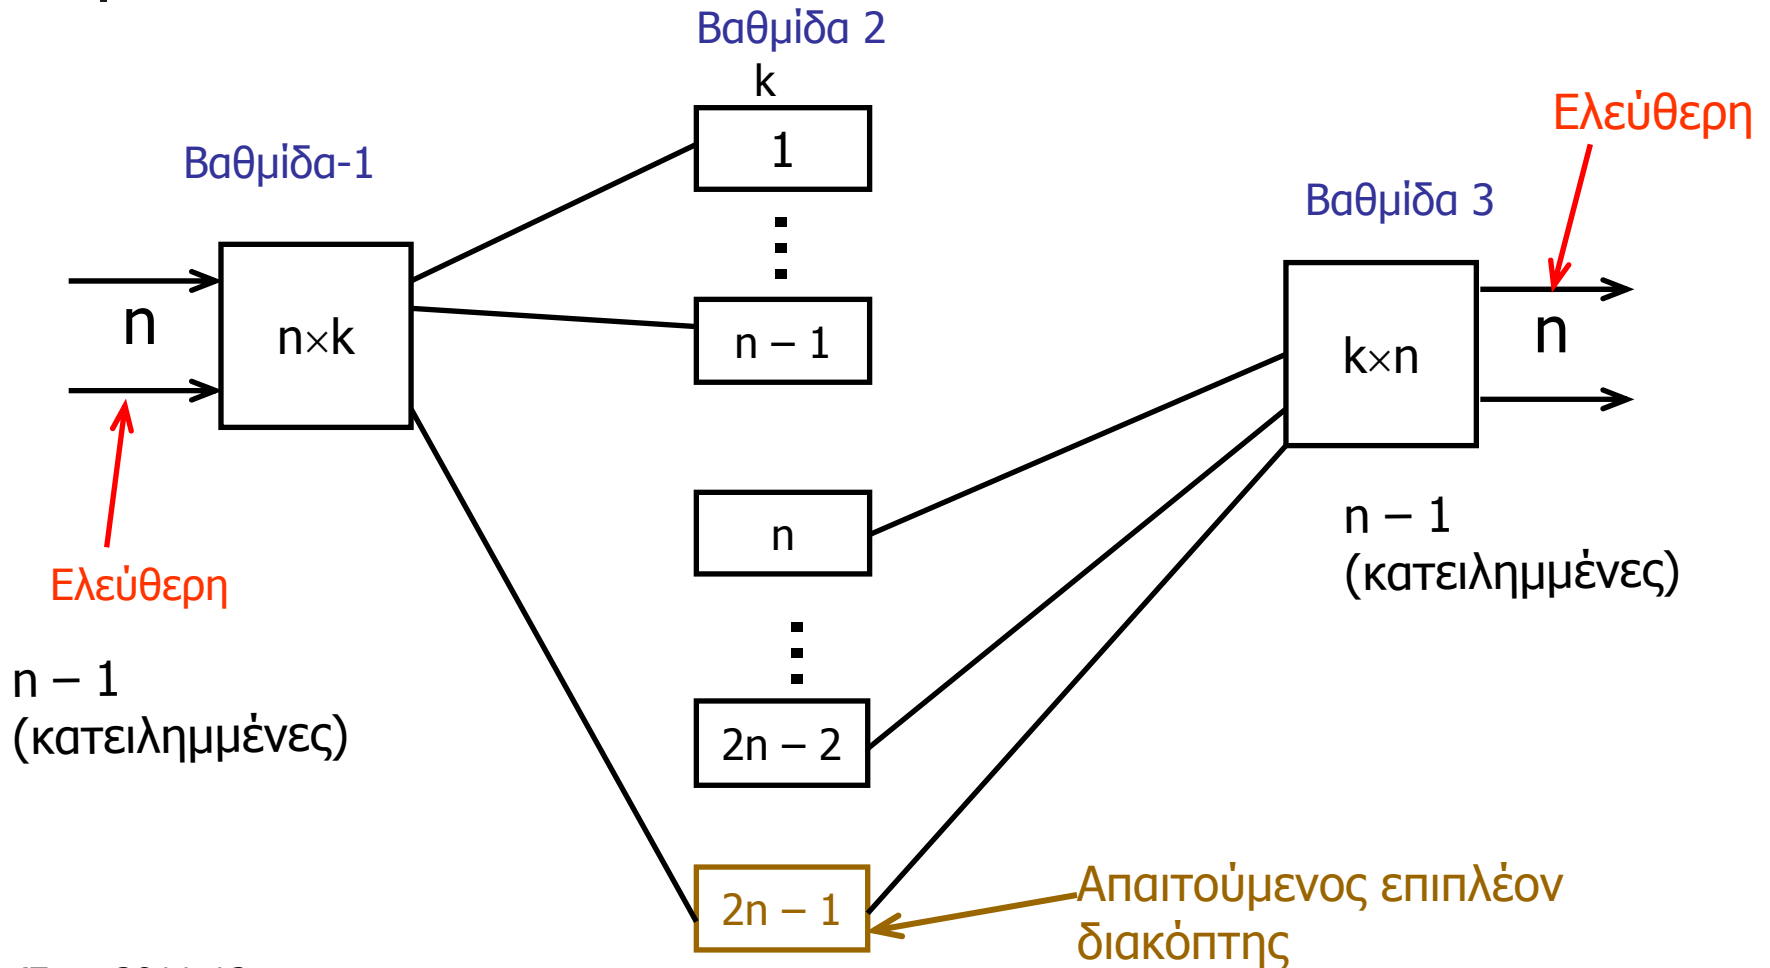 Βαθμίδα 2
k
Ελεύθερη
1
Βαθμίδα-1
Βαθμίδα 3
n
n×k
n – 1
k×n
n
n
n – 1
(κατειλημμένες)
Ελεύθερη
n – 1
(κατειλημμένες)
2n – 2
2n – 1
Απαιτούμενος επιπλέον
διακόπτης